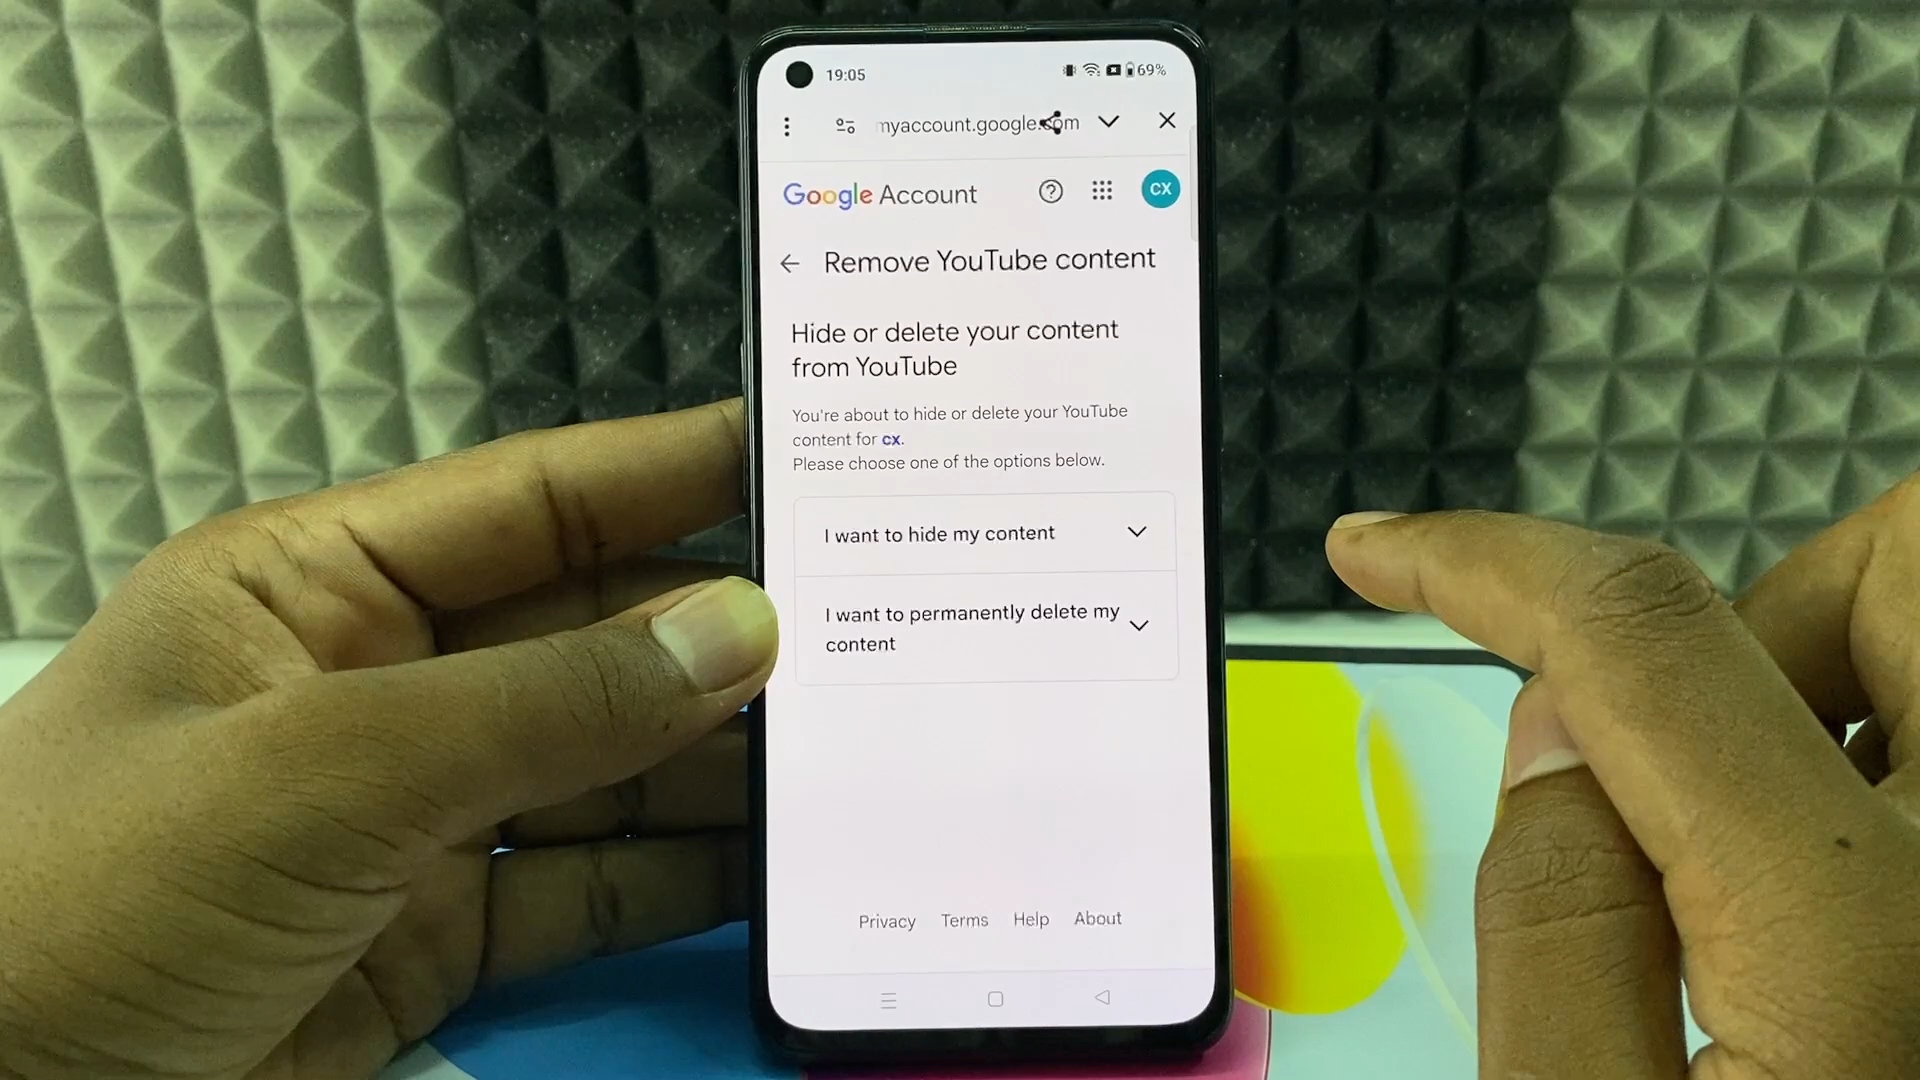 19:05
69%
myaccount.google.com
Google Account
CX
Remove YouTube content
Hide or delete your content
from YouTube
You're about to hide or delete your YouTube
content for cx.
Please choose one of the options below.
I want to hide my content
I want to permanently delete my
content
Privacy Terms Help About